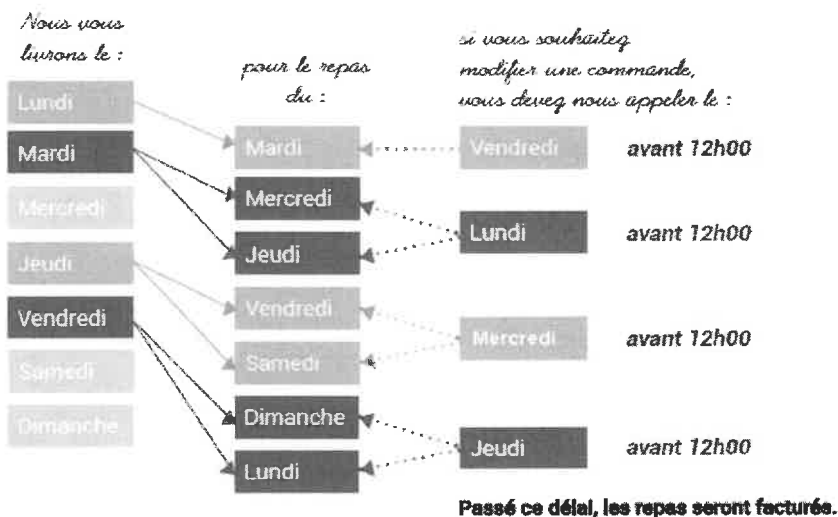 Nous vous
livrons le :
Lundi
Mardi
Mercredi
Jeudi
Vendredi
Samedi
Dimanche
pour le repas
du :
Mardi
Mercredi
Jeudi
Vendredi
Samedi
Dimanche
Lundi
si vous souhaitez
modifier une commande,
vous devez nous appeler le :
Vendredi avant 12h00
Lundi avant 12h00
Mercredi avant 12h00
Jeudi avant 12h00
Passé ce délai, les repas seront facturés.